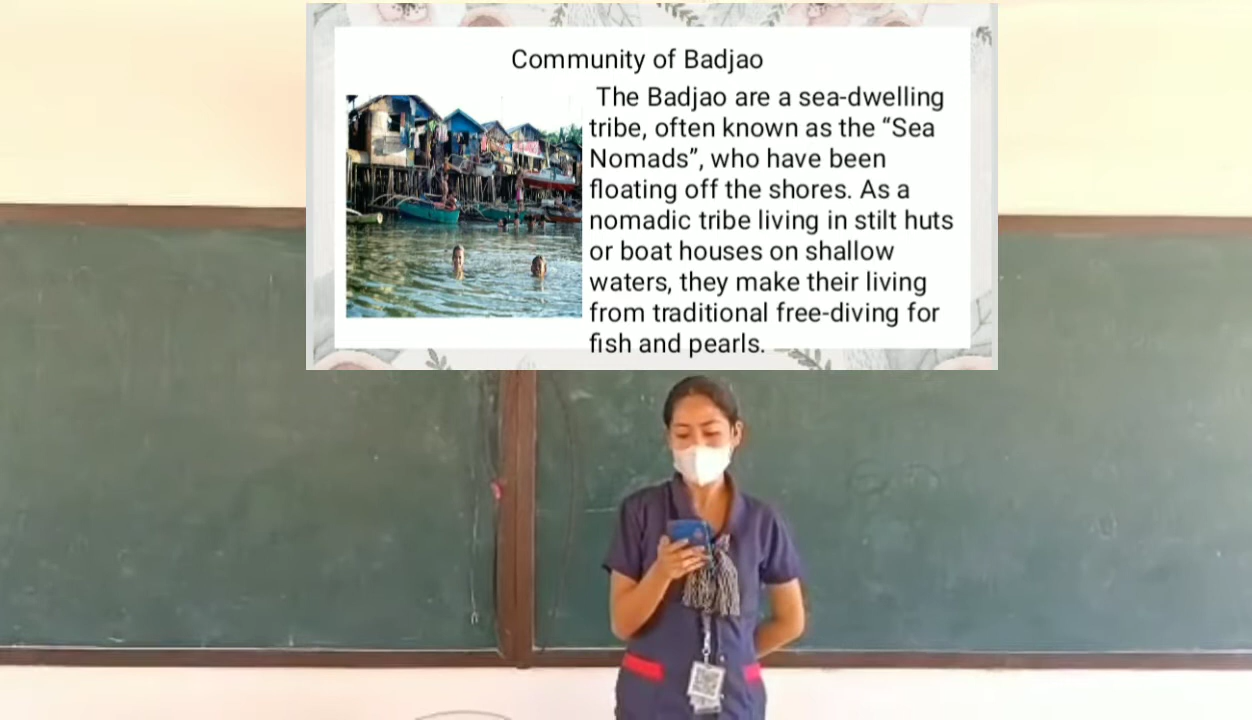 Community of Badjao
The Badjao are a sea-dwelling
tribe, often known as the “Sea
Nomads”, who have been
floating off the shores. As a
nomadic tribe living in stilt huts
or boat houses on shallow
waters, they make their living
from traditional free-diving for
fish and pearls.